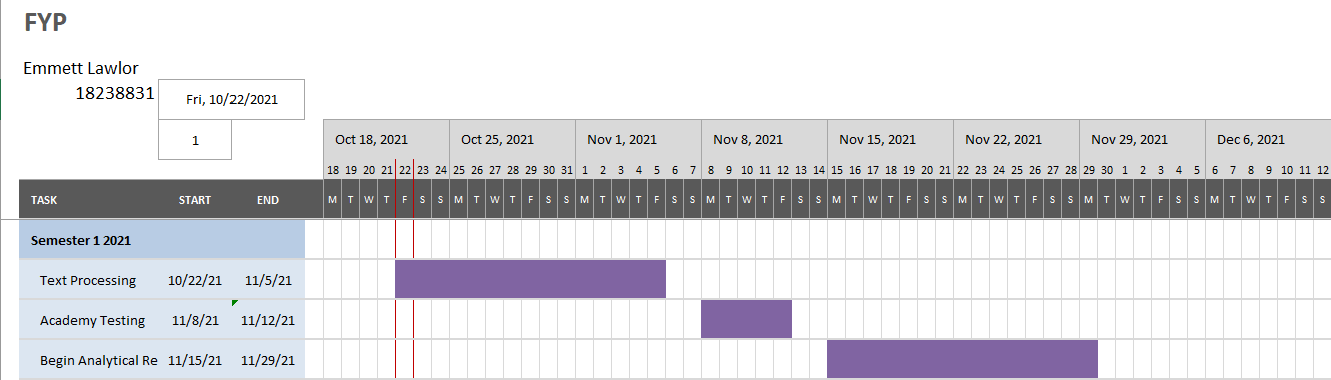 FYP
Emmett Lawlor
18238831 Fri, 10/22/2021
1 Oct 18, 2021 Oct 25, 2021 Nov 1, 2021 Nov 8, 2021 Nov 15, 2021 Nov 22, 2021 Nov 29, 2021 Dec 6, 2021
18 19 20 21 22 23 24 25 26 27 28 29 30 31 1 2 3 4 5 6 7 8 9 10 11 12 13 14 15 16 17 18 19 20 21 22 23 24 25 26 27 28 29 30 1 2 3 4 5 6 7 8 9 10 11 12
TASK START END M T W T F S S M T W T F S S M T W T F S S M T W T F S S M T W T F S S M T W T F S S M T W T F S S M T W T F S S
Semester 1 2021
Text Processing 10/22/21 11/5/21
Academy Testing 11/8/21 11/12/21
Begin Analytical Re 11/15/21 11/29/21